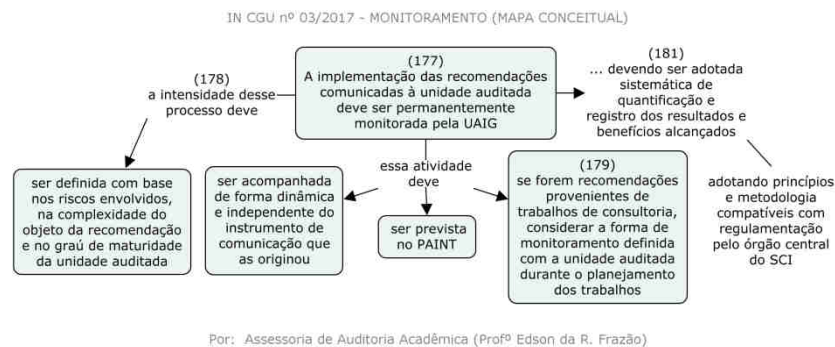 IN CGU nº 03/2017 - MONITORAMENTO (MAPA CONCEITUAL)
(177)
A implementação das recomendações
comunicadas à unidade auditada
deve ser permanentemente
monitorada pela UAIG
(178)
a intensidade desse
processo deve
ser definida com base
nos riscos envolvidos,
na complexidade do
objeto da recomendação
e no graú de maturidade
da unidade auditada
essa atividade
deve
ser acompanhada
de forma dinâmica
e independente do
instrumento de
comunicação que
as originou
ser prevista
no PAINT
(179)
se forem recomendações
provenientes de
trabalhos de consultoria,
considerar a forma de
monitoramento definida
com a unidade auditada
durante o planejamento
dos trabalhos
(181)
... devendo ser adotada
sistemática de
quantificação e
registro dos resultados e
benefícios alcançados
adotando princípios
e metodologia
compatíveis com
regulamentação
pelo órgão central
do SCI
Por: Assessoria de Auditoria Acadêmica (Profº Edson da R. Frazão)